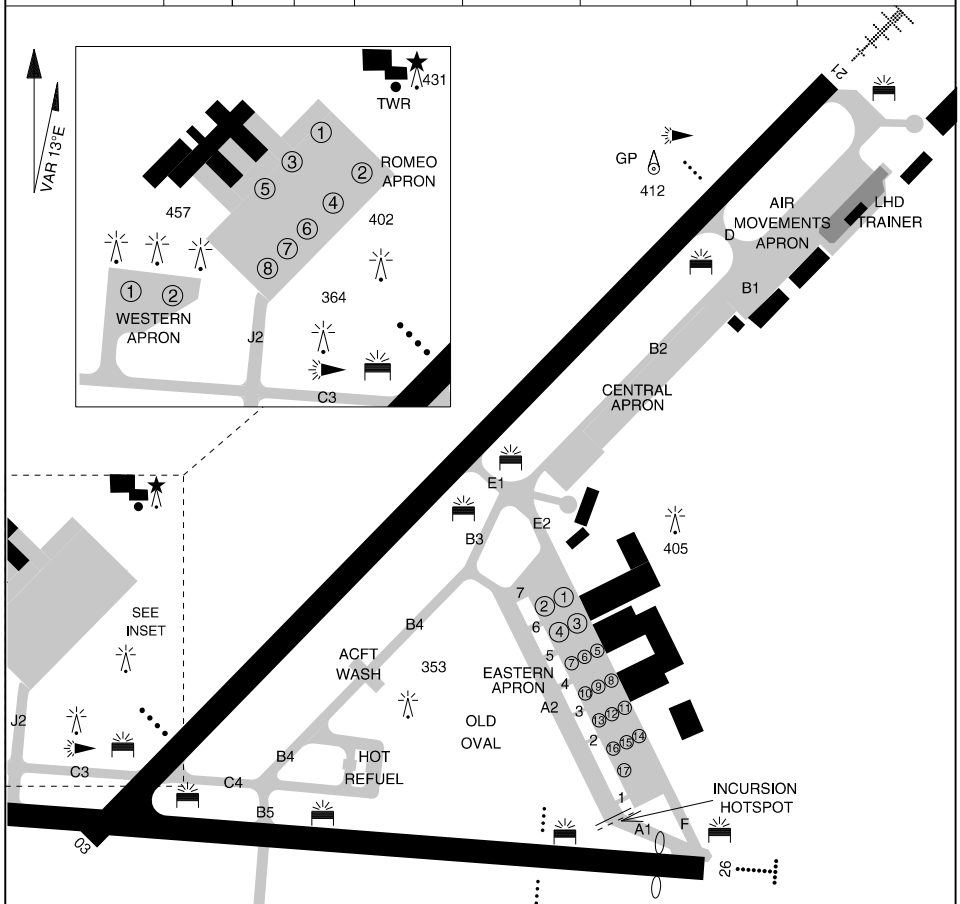 VAR 13°E
431
TWR
1
3
ROMEO
APRON
2
5
4
457
402
6
7
8
1
2
364
WESTERN
APRON
J2
C3
21
GP
412
AIR
MOVEMENTS
APRON
LHD
TRAINER
D
B1
B2
CENTRAL
APRON
E1
E2
B3
405
SEE
INSET
7
1
2
6
3
4
B4
5
5
6
7
ACFT
WASH
353
EASTERN
APRON
4
8
9
10
A2
3
11
12
13
OLD
OVAL
2
14
15
16
J2
B4
HOT
REFUEL
17
C3
C4
B5
1
INCURSION
HOTSPOT
A1
F
03
26